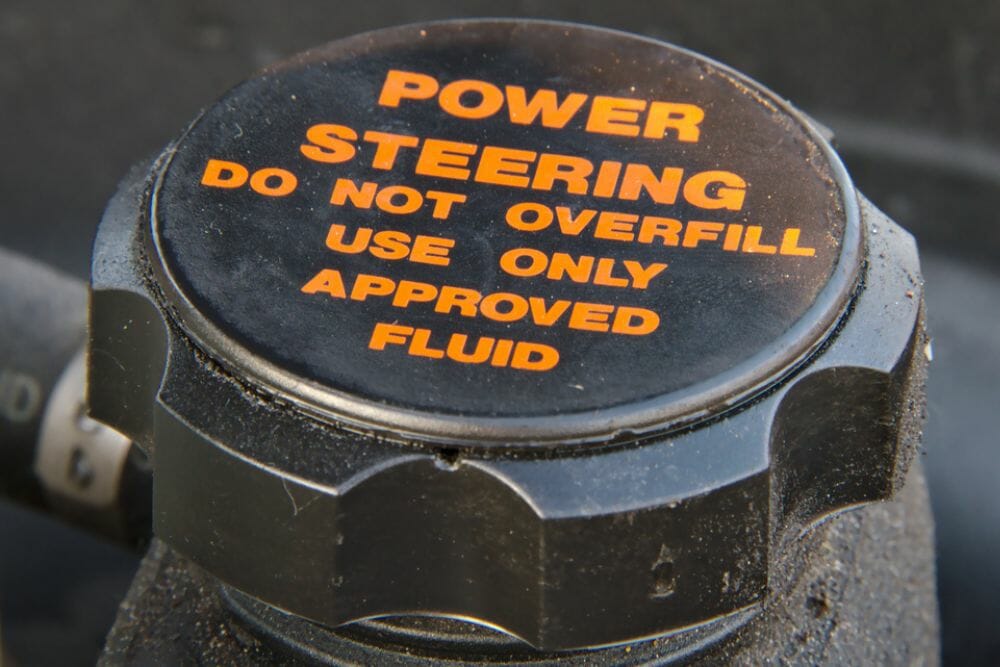 POWER
STEERING
DO NOT OVERFILL
USE ONLY
APPROVED
FLUID